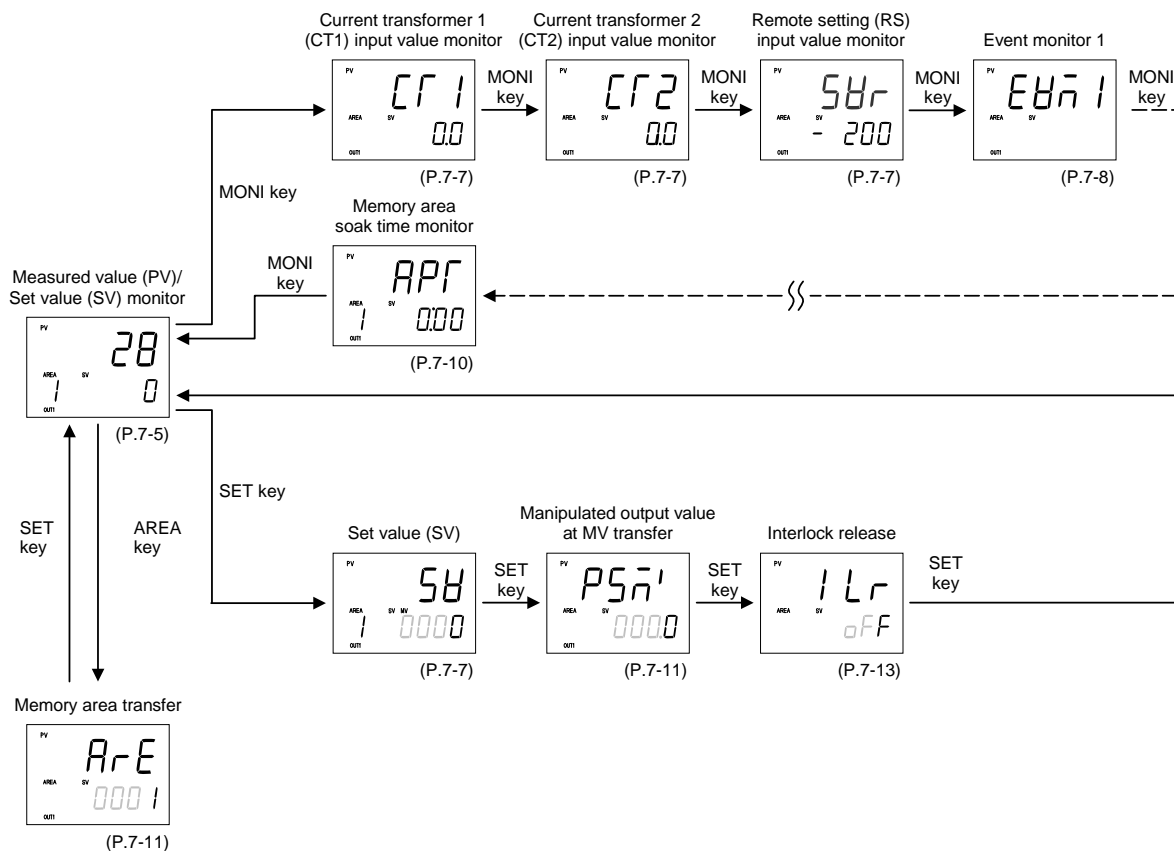 Current transformer 1
(CT1) input value monitor
PV
CT1
AREA SV
0.0
OUT1
(P.7-7)
MONI
key
Current transformer 2
(CT2) input value monitor
PV
CT2
AREA SV
0.0
OUT1
(P.7-7)
MONI
key
Remote setting (RS)
input value monitor
PV
SVr
AREA SV
- 200
OUT1
(P.7-7)
MONI
key
Event monitor 1
PV
EVM1
AREA SV
OUT1
(P.7-8)
MONI
MONI key
Memory area
soak time monitor
PV
APT
AREA SV
1 0:00
OUT1
(P.7-10)
MONI
key
Measured value (PV)/
Set value (SV) monitor
PV
28
AREA SV
1 0
OUT1
(P.7-5)
SET key
Set value (SV)
PV
SV
AREA SV MV
1 0000
OUT1
(P.7-7)
SET
key
Manipulated output value
at MV transfer
PV
PSM'
AREA SV
000.0
OUT1
(P.7-11)
SET
key
Interlock release
PV
ILr
AREA SV
oFF
(P.7-13)
SET
key
SET
key
AREA
key
Memory area transfer
PV
ArE
AREA SV
0001
OUT1
(P.7-11)